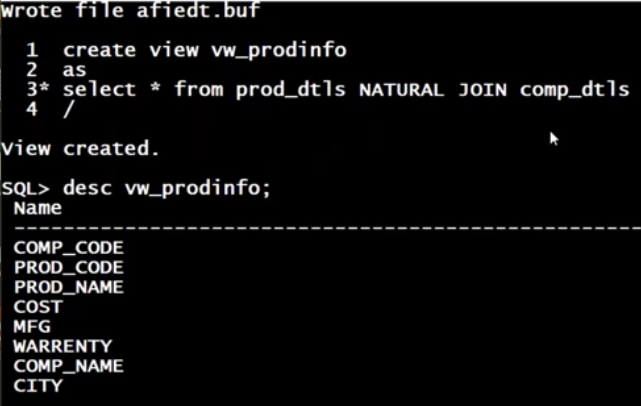 Wrote file afiedt.buf
1 create view vw_prodinfo
2 as
3* select * from prod_dtls NATURAL JOIN comp_dtls
4 /
View created.
SQL> desc vw_prodinfo;
Name
-----------------------------------------------------
COMP_CODE
PROD_CODE
PROD_NAME
COST
MFG
WARRENTY
COMP_NAME
CITY